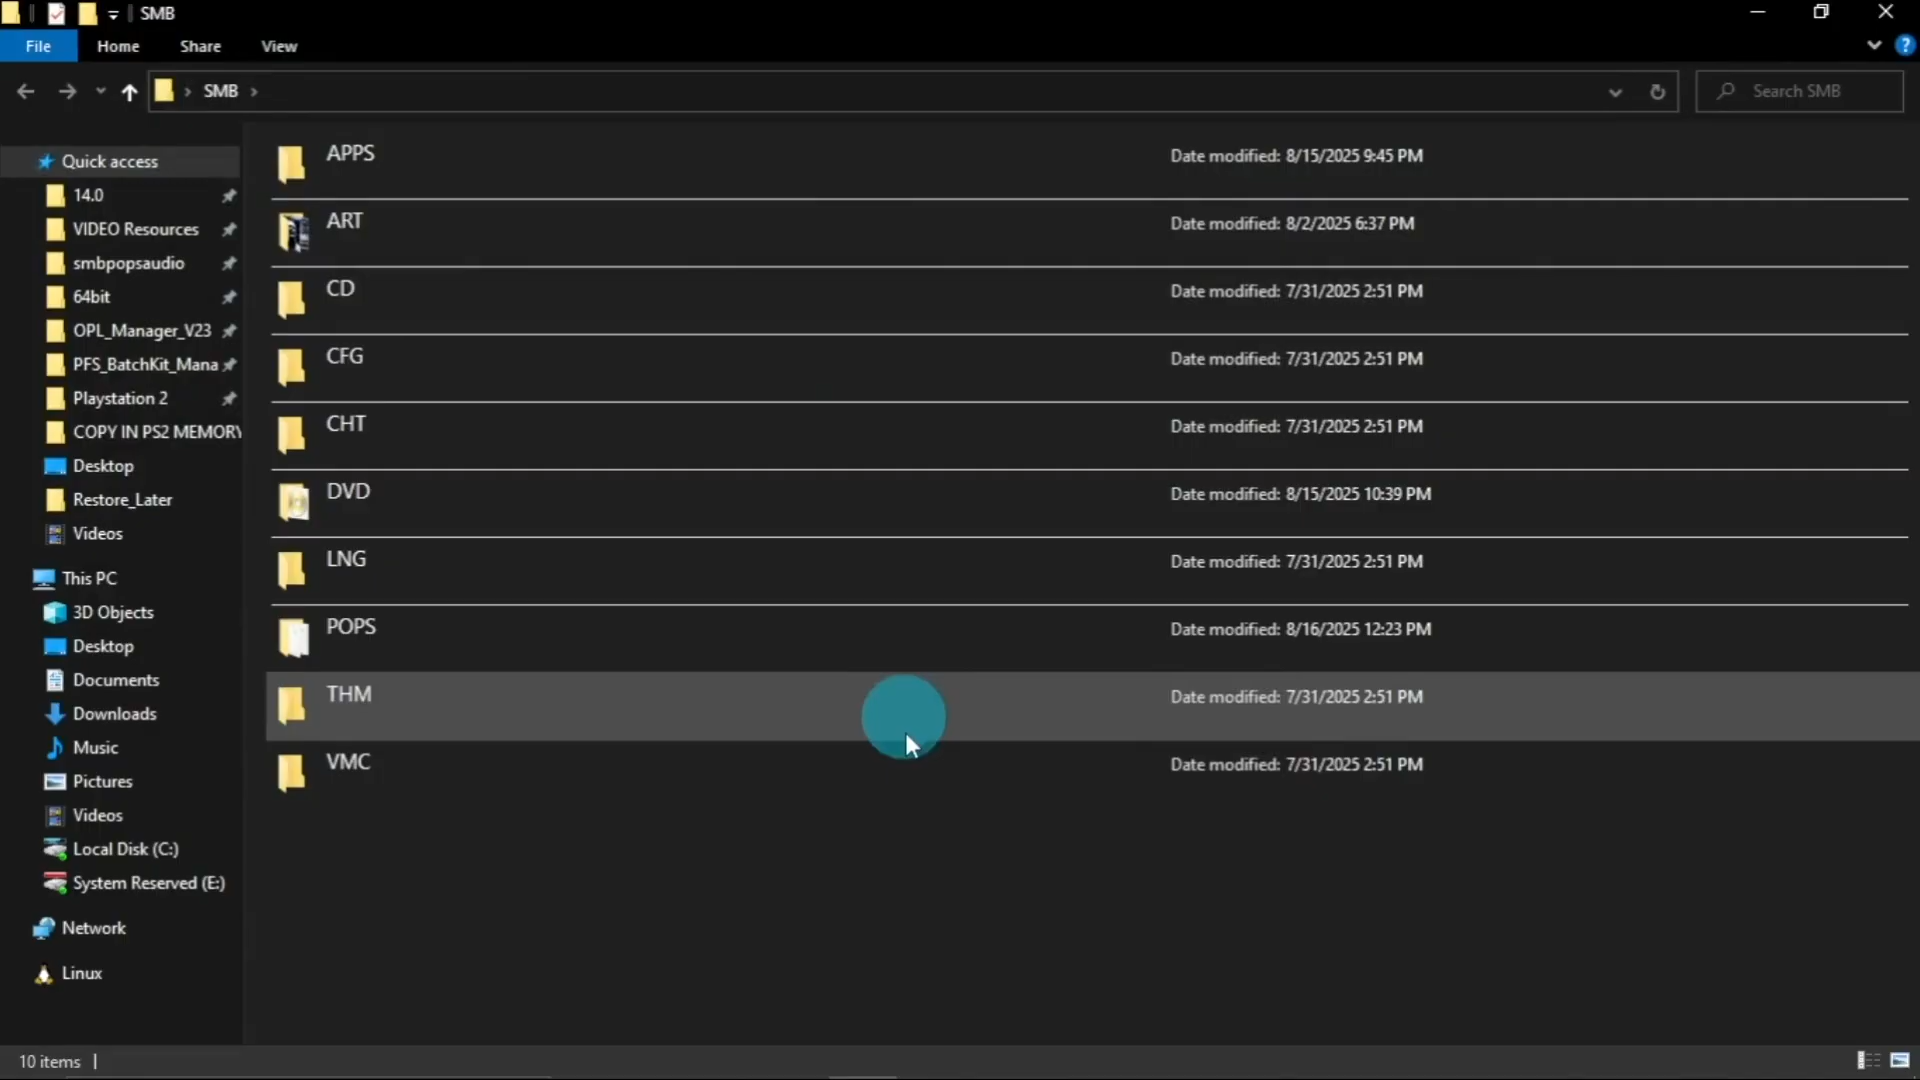 SMB
File Home Share View
SMB
Search SMB
Quick access
14.0
VIDEO Resources
smbpopsaudio
64bit
OPL_Manager_V23
PFS_BatchKit_Mana
Playstation 2
COPY IN PS2 MEMORY
Desktop
Restore_Later
Videos
This PC
3D Objects
Desktop
Documents
Downloads
Music
Pictures
Videos
Local Disk (C:)
System Reserved (E:)
Network
Linux
APPS Date modified: 8/15/2025 9:45 PM
ART Date modified: 8/2/2025 6:37 PM
CD Date modified: 7/31/2025 2:51 PM
CFG Date modified: 7/31/2025 2:51 PM
CHT Date modified: 7/31/2025 2:51 PM
DVD Date modified: 8/15/2025 10:39 PM
LNG Date modified: 7/31/2025 2:51 PM
POPS Date modified: 8/16/2025 12:23 PM
THM Date modified: 7/31/2025 2:51 PM
VMC Date modified: 7/31/2025 2:51 PM
10 items